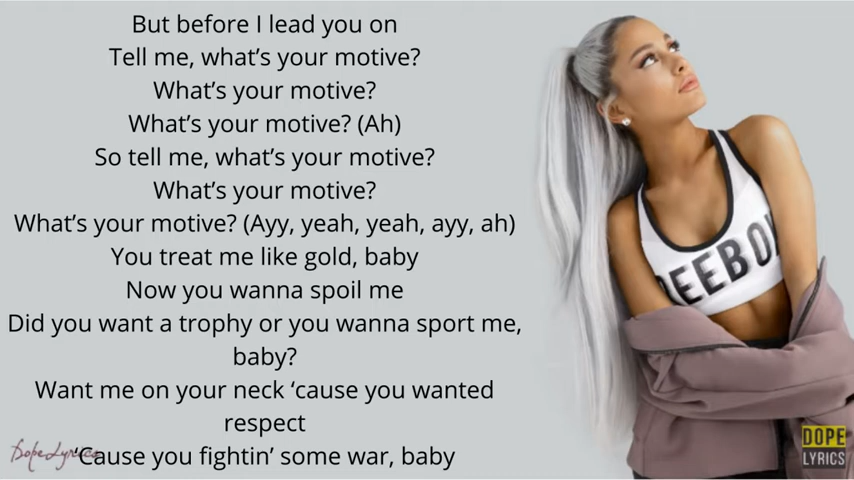 But before I lead you on
Tell me, what’s your motive?
What’s your motive?
What’s your motive? (Ah)
So tell me, what’s your motive?
What’s your motive?
What’s your motive? (Ayy, yeah, yeah, ayy, ah)
You treat me like gold, baby
Now you wanna spoil me
Did you want a trophy or you wanna sport me,
baby?
Want me on your neck ‘cause you wanted
respect
‘Cause you fightin’ some war, baby
Dope Lyrics
REEBO
DOPE
LYRICS